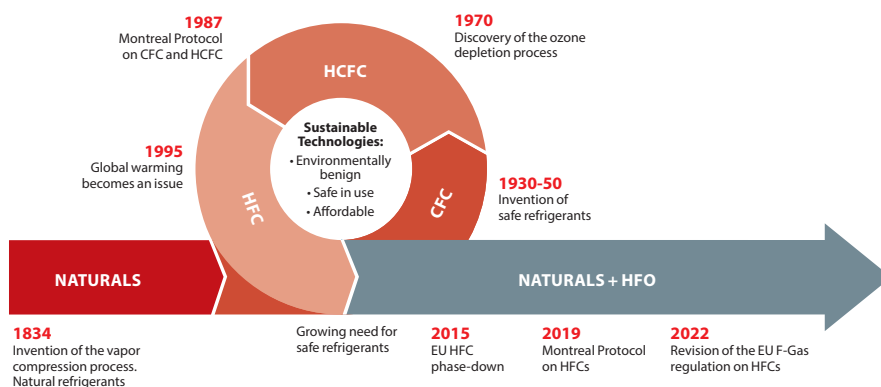 1987
Montreal Protocol
on CFC and HCFC
1970
Discovery of the ozone
depletion process
HCFC
Sustainable
Technologies:
• Environmentally
benign
• Safe in use
• Affordable
1995
Global warming
becomes an issue
HFC
CFC
1930-50
Invention of
safe refrigerants
NATURALS
NATURALS + HFO
1834
Invention of the vapor
compression process.
Natural refrigerants
Growing need for
safe refrigerants
2015
EU HFC
phase-down
2019
Montreal Protocol
on HFCs
2022
Revision of the EU F-Gas
regulation on HFCs